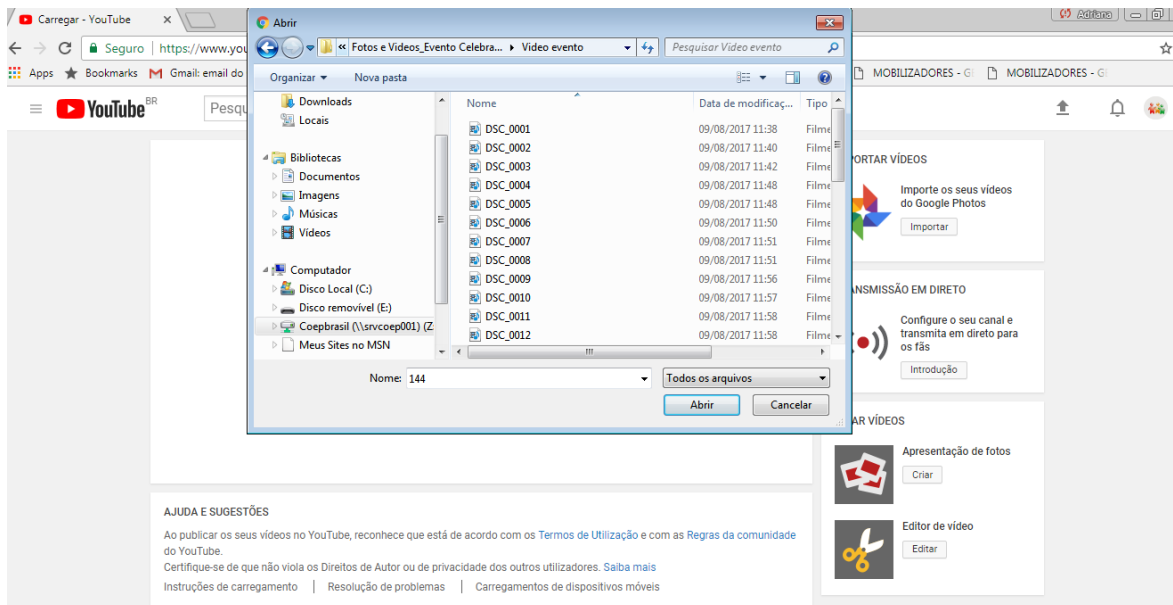 Carregar - YouTube
Adriana
Seguro | https://www.you
Apps
Bookmarks
Gmail: email do
MOBILIZADORES - G
MOBILIZADORES - G
YouTube BR
Pesqu
Abrir
« Fotos e Videos_Evento Celebra... Video evento
Pesquisar Video evento
Organizar
Nova pasta
Downloads
Locais
Bibliotecas
Documentos
Imagens
Músicas
Vídeos
Computador
Disco Local (C:)
Disco removível (E:)
Coepbrasil (\\srvcoep001) (Z
Meus Sites no MSN
Nome Data de modificaç... Tipo
DSC_0001 09/08/2017 11:38 Filme
DSC_0002 09/08/2017 11:40 Filme
DSC_0003 09/08/2017 11:42 Filme
DSC_0004 09/08/2017 11:48 Filme
DSC_0005 09/08/2017 11:48 Filme
DSC_0006 09/08/2017 11:50 Filme
DSC_0007 09/08/2017 11:51 Filme
DSC_0008 09/08/2017 11:51 Filme
DSC_0009 09/08/2017 11:56 Filme
DSC_0010 09/08/2017 11:57 Filme
DSC_0011 09/08/2017 11:58 Filme
DSC_0012 09/08/2017 11:58 Filme
Nome: 144
Todos os arquivos
Abrir
Cancelar
ORTAR VÍDEOS
Importe os seus vídeos
do Google Photos
Importar
ANSMISSÃO EM DIRETO
Configure o seu canal e
transmita em direto para
os fãs
Introdução
AR VÍDEOS
Apresentação de fotos
Criar
Editor de vídeo
Editar
AJUDA E SUGESTÕES
Ao publicar os seus vídeos no YouTube, reconhece que está de acordo com os Termos de Utilização e com as Regras da comunidade
do YouTube.
Certifique-se de que não viola os Direitos de Autor ou de privacidade dos outros utilizadores. Saiba mais
Instruções de carregamento | Resolução de problemas | Carregamentos de dispositivos móveis